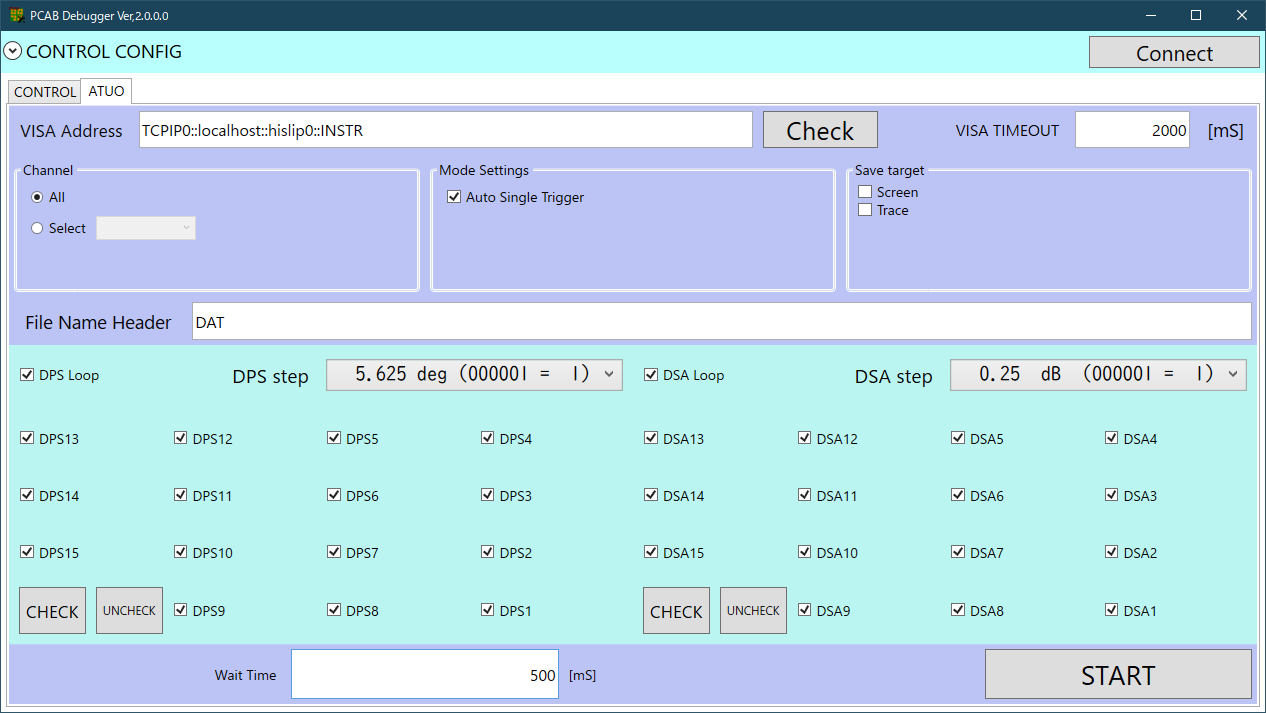 PCAB Debugger Ver,2.0.0.0
CONTROL CONFIG
Connect
CONTROL ATUO
VISA Address TCPIP0::localhost::hislip0::INSTR Check VISA TIMEOUT 2000 [mS]
Channel Mode Settings Save target
All Auto Single Trigger Screen
Select Trace
File Name Header DAT
DPS Loop DPS step 5.625 deg (00000I = I) DSA Loop DSA step 0.25 dB (00000I = I)
DPS13 DPS12 DPS5 DPS4 DSA13 DSA12 DSA5 DSA4
DPS14 DPS11 DPS6 DPS3 DSA14 DSA11 DSA6 DSA3
DPS15 DPS10 DPS7 DPS2 DSA15 DSA10 DSA7 DSA2
CHECK UNCHECK DPS9 DPS8 DPS1 CHECK UNCHECK DSA9 DSA8 DSA1
Wait Time 500 [mS] START